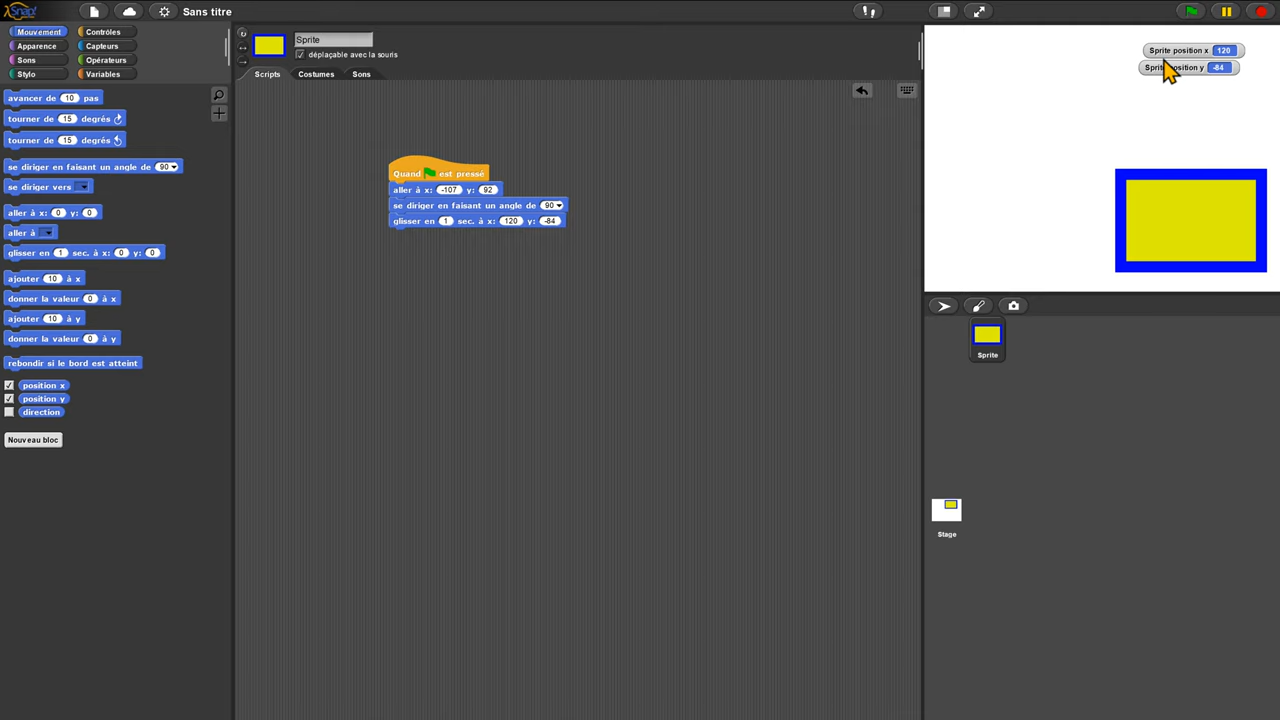 Snap!
Sans titre
Mouvement
Contrôles
Apparence
Capteurs
Sons
Opérateurs
Stylo
Variables
avancer de 10 pas
tourner de 15 degrés
tourner de 15 degrés
se diriger en faisant un angle de 90
se diriger vers
aller à x: 0 y: 0
aller à
glisser en 1 sec. à x: 0 y: 0
ajouter 10 à x
donner la valeur 0 à x
ajouter 10 à y
donner la valeur 0 à y
rebondir si le bord est atteint
position x
position y
direction
Nouveau bloc
Sprite
déplaçable avec la souris
Scripts
Costumes
Sons
Quand est pressé
aller à x: -107 y: 92
se diriger en faisant un angle de 90
glisser en 1 sec. à x: 120 y: -84
Sprite position x 120
Sprite position y -84
Sprite
Stage